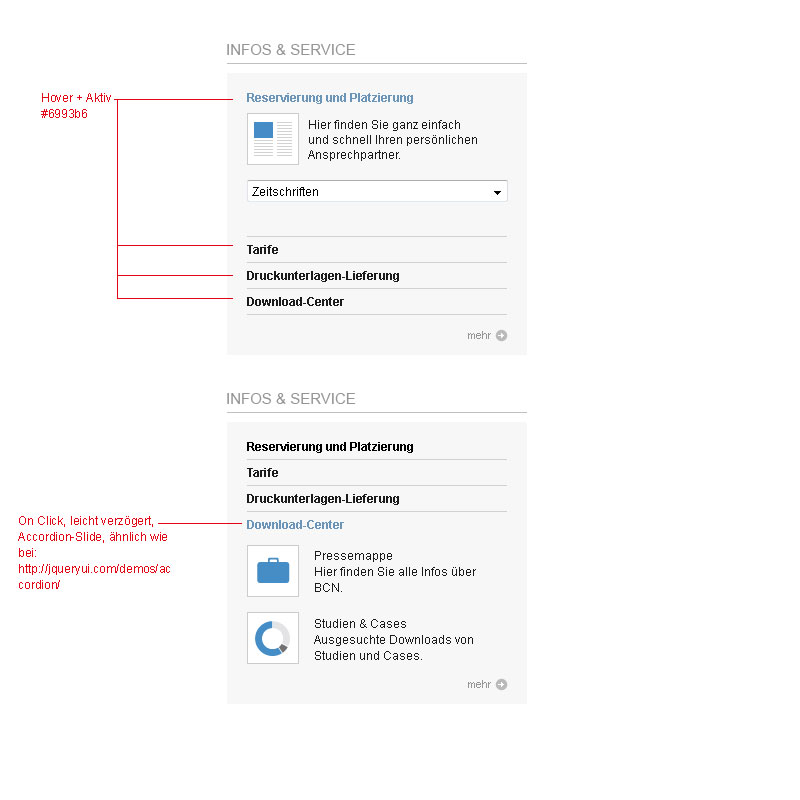 INFOS & SERVICE
Hover + Aktiv
#6993b6
Reservierung und Platzierung
Hier finden Sie ganz einfach
und schnell Ihren persönlichen
Ansprechpartner.
Zeitschriften
Tarife
Druckunterlagen-Lieferung
Download-Center
mehr
INFOS & SERVICE
Reservierung und Platzierung
Tarife
Druckunterlagen-Lieferung
On Click, leicht verzögert,
Accordion-Slide, ähnlich wie
bei:
http://jqueryui.com/demos/ac
cordion/
Download-Center
Pressemappe
Hier finden Sie alle Infos über
BCN.
Studien & Cases
Ausgesuchte Downloads von
Studien und Cases.
mehr